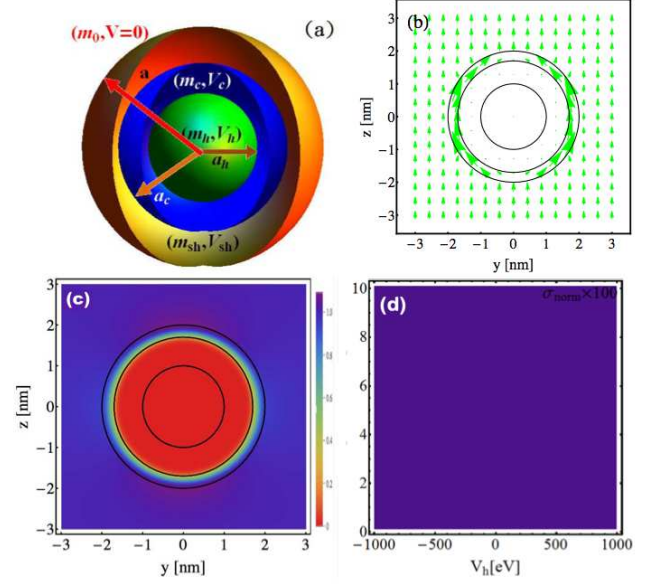 (a)
(m0,V=0)
a
(mc,Vc)
(mh,Vh)
ah
ac
(msh,Vsh)
(b)
3
2
1
0
−1
−2
−3
z [nm]
−3 −2 −1 0 1 2 3
y [nm]
(c)
3
2
1
0
−1
−2
−3
z [nm]
−3 −2 −1 0 1 2 3
y [nm]
0.8
0.6
0.4
0.2
0
(d)
σnorm×100
10
8
6
4
2
0
−1000 −500 0 500 1000
Vh[eV]